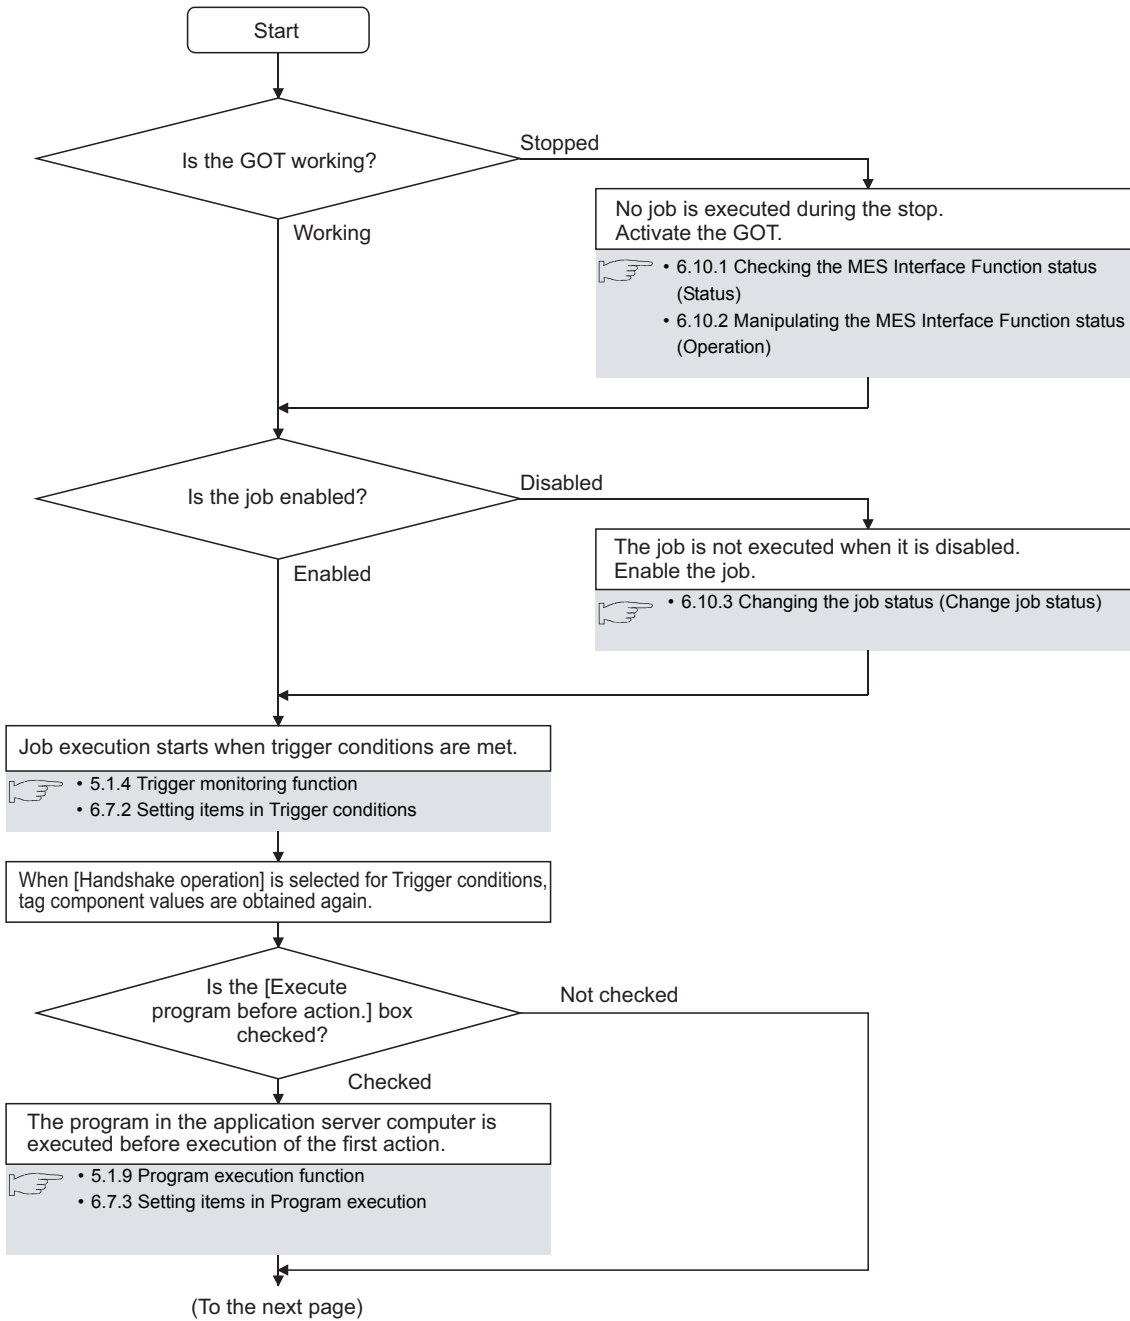 Start
Is the GOT working?
Stopped
No job is executed during the stop.
Activate the GOT.
• 6.10.1 Checking the MES Interface Function status
(Status)
• 6.10.2 Manipulating the MES Interface Function status
(Operation)
Working
Is the job enabled?
Disabled
The job is not executed when it is disabled.
Enable the job.
• 6.10.3 Changing the job status (Change job status)
Enabled
Job execution starts when trigger conditions are met.
• 5.1.4 Trigger monitoring function
• 6.7.2 Setting items in Trigger conditions
When [Handshake operation] is selected for Trigger conditions,
tag component values are obtained again.
Is the [Execute
program before action.] box
checked?
Not checked
Checked
The program in the application server computer is
executed before execution of the first action.
• 5.1.9 Program execution function
• 6.7.3 Setting items in Program execution
(To the next page)